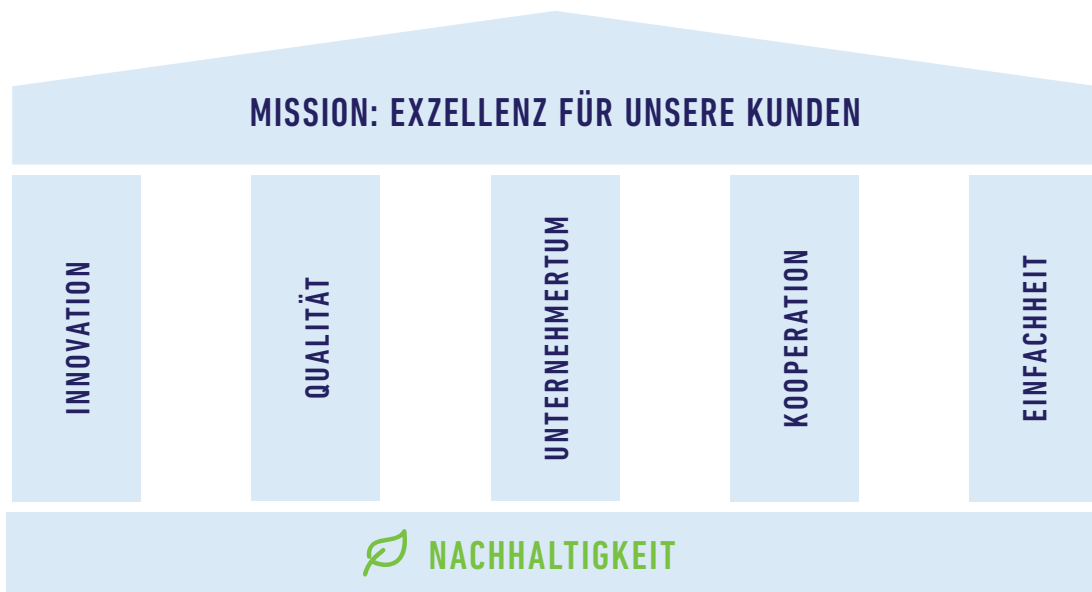 MISSION: EXZELLENZ FÜR UNSERE KUNDEN
INNOVATION
QUALITÄT
UNTERNEHMERTUM
KOOPERATION
EINFACHHEIT
NACHHALTIGKEIT